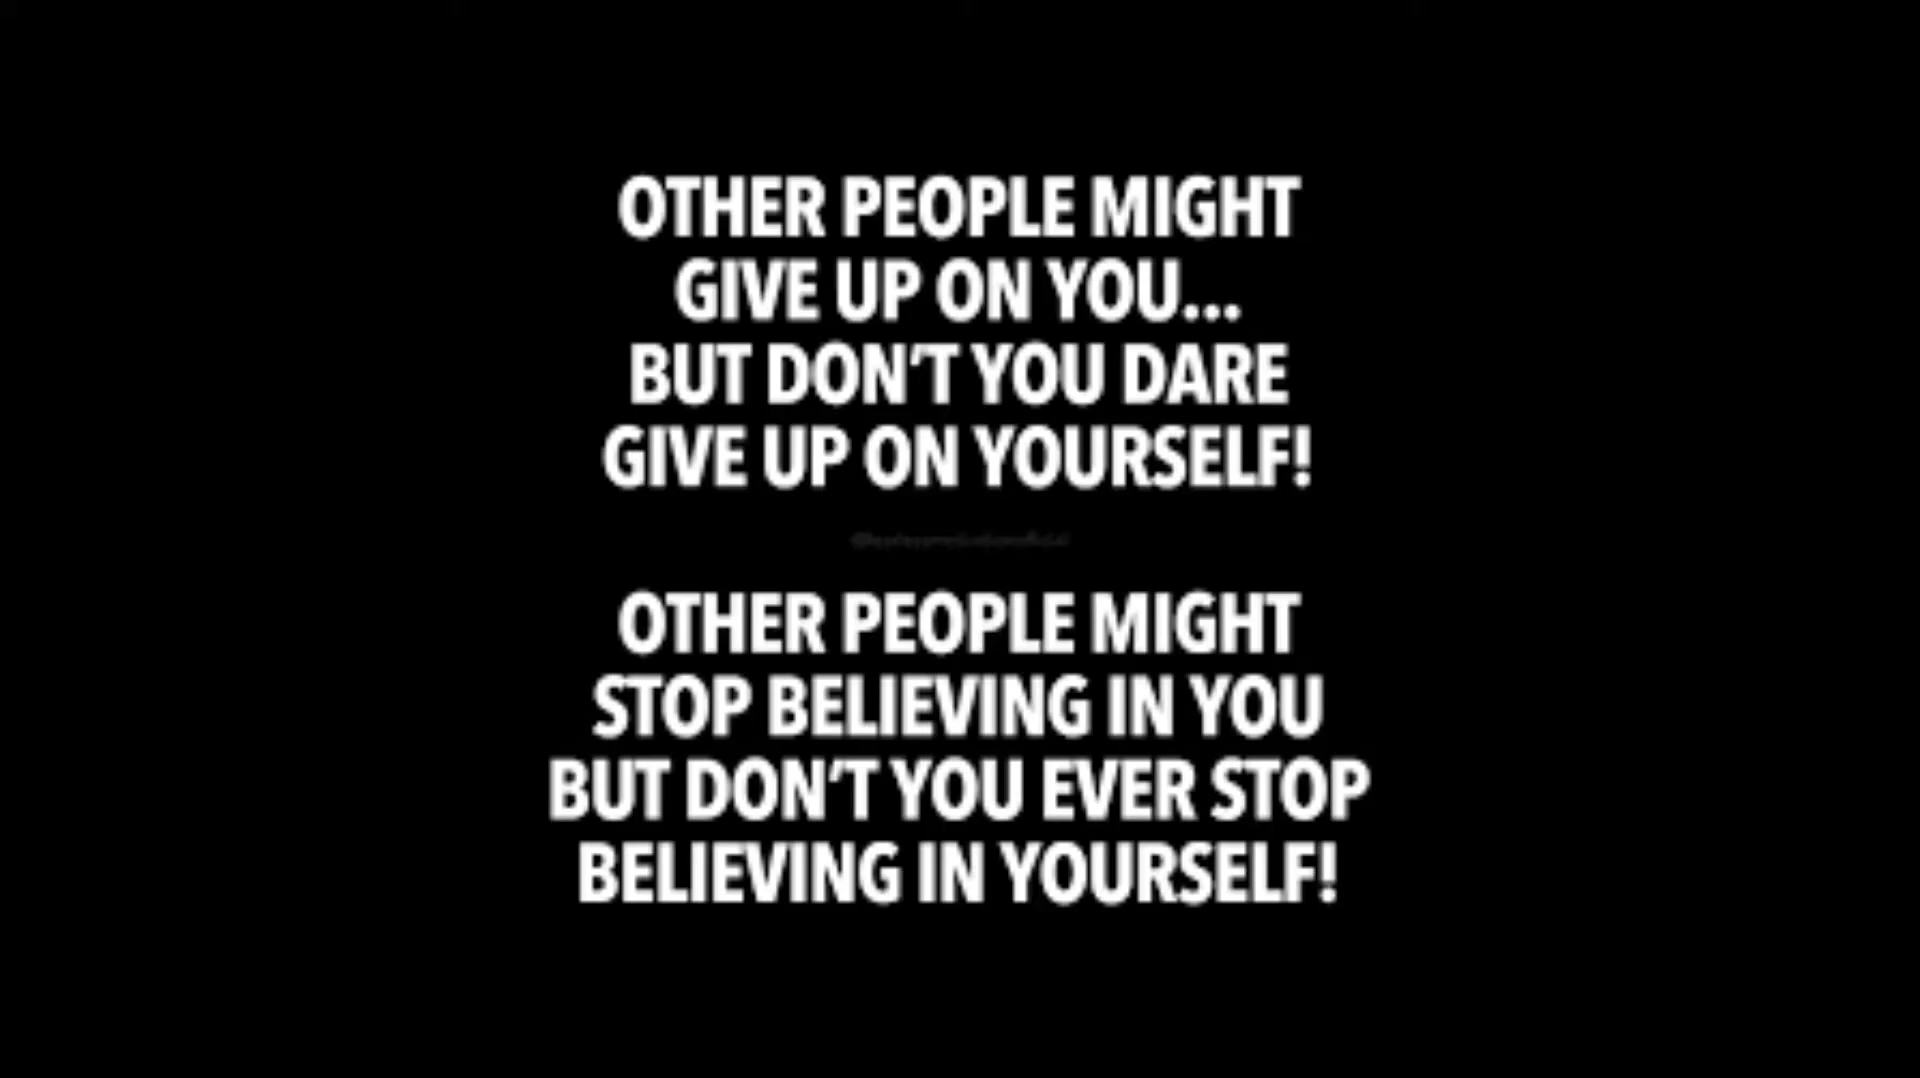 OTHER PEOPLE MIGHT
GIVE UP ON YOU...
BUT DON'T YOU DARE
GIVE UP ON YOURSELF!
OTHER PEOPLE MIGHT
STOP BELIEVING IN YOU
BUT DON'T YOU EVER STOP
BELIEVING IN YOURSELF!